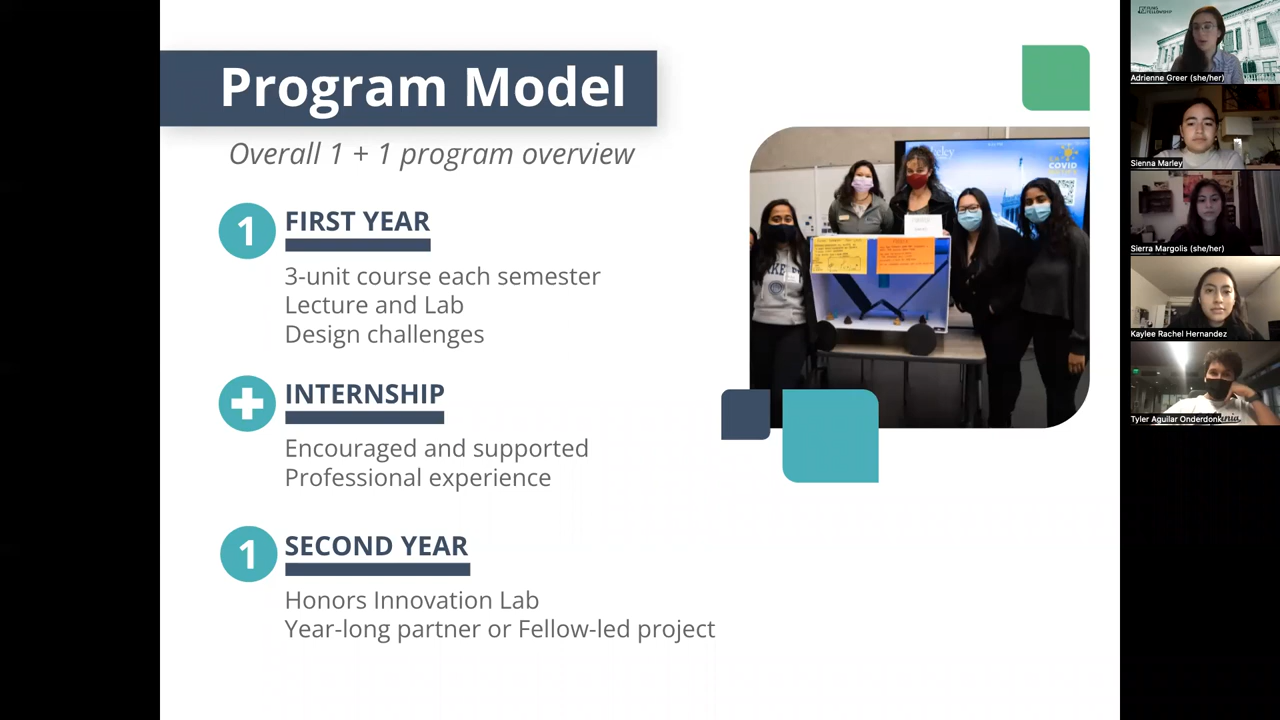 Program Model
Overall 1 + 1 program overview
1
FIRST YEAR
3-unit course each semester
Lecture and Lab
Design challenges
INTERNSHIP
Encouraged and supported
Professional experience
1
SECOND YEAR
Honors Innovation Lab
Year-long partner or Fellow-led project
COVID
FELLOWSHIP
Adrienne Greer (she/her)
Sienna Marley
Sierra Margolis (she/her)
Kaylee Rachel Hernandez
Tyler Aguilar Onderdonk